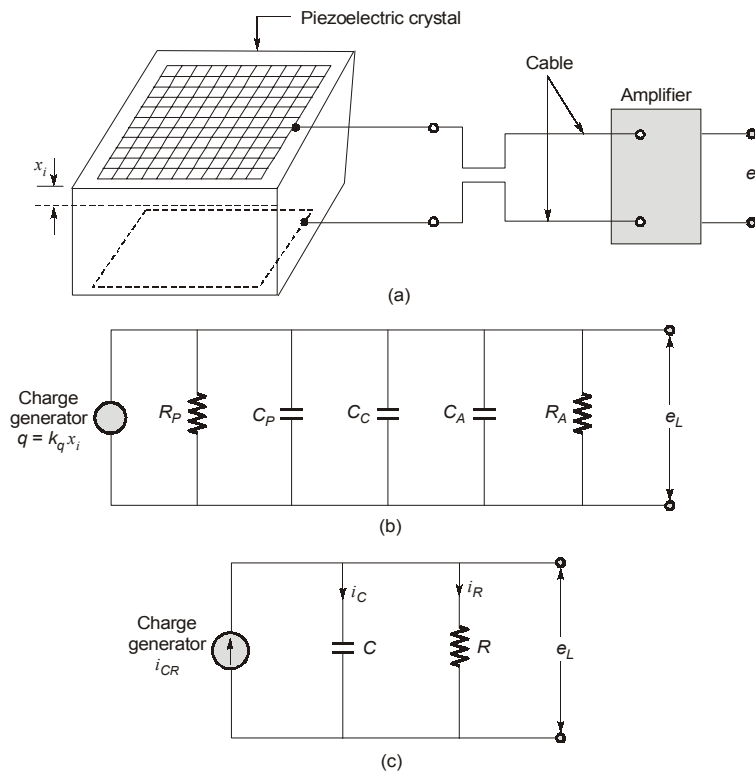 Piezoelectric crystal
Cable
Amplifier
x_i
e
(a)
Charge
generator
q = k_q x_i
R_P
C_P
C_C
C_A
R_A
e_L
(b)
i_C
i_R
Charge
generator
i_CR
C
R
e_L
(c)